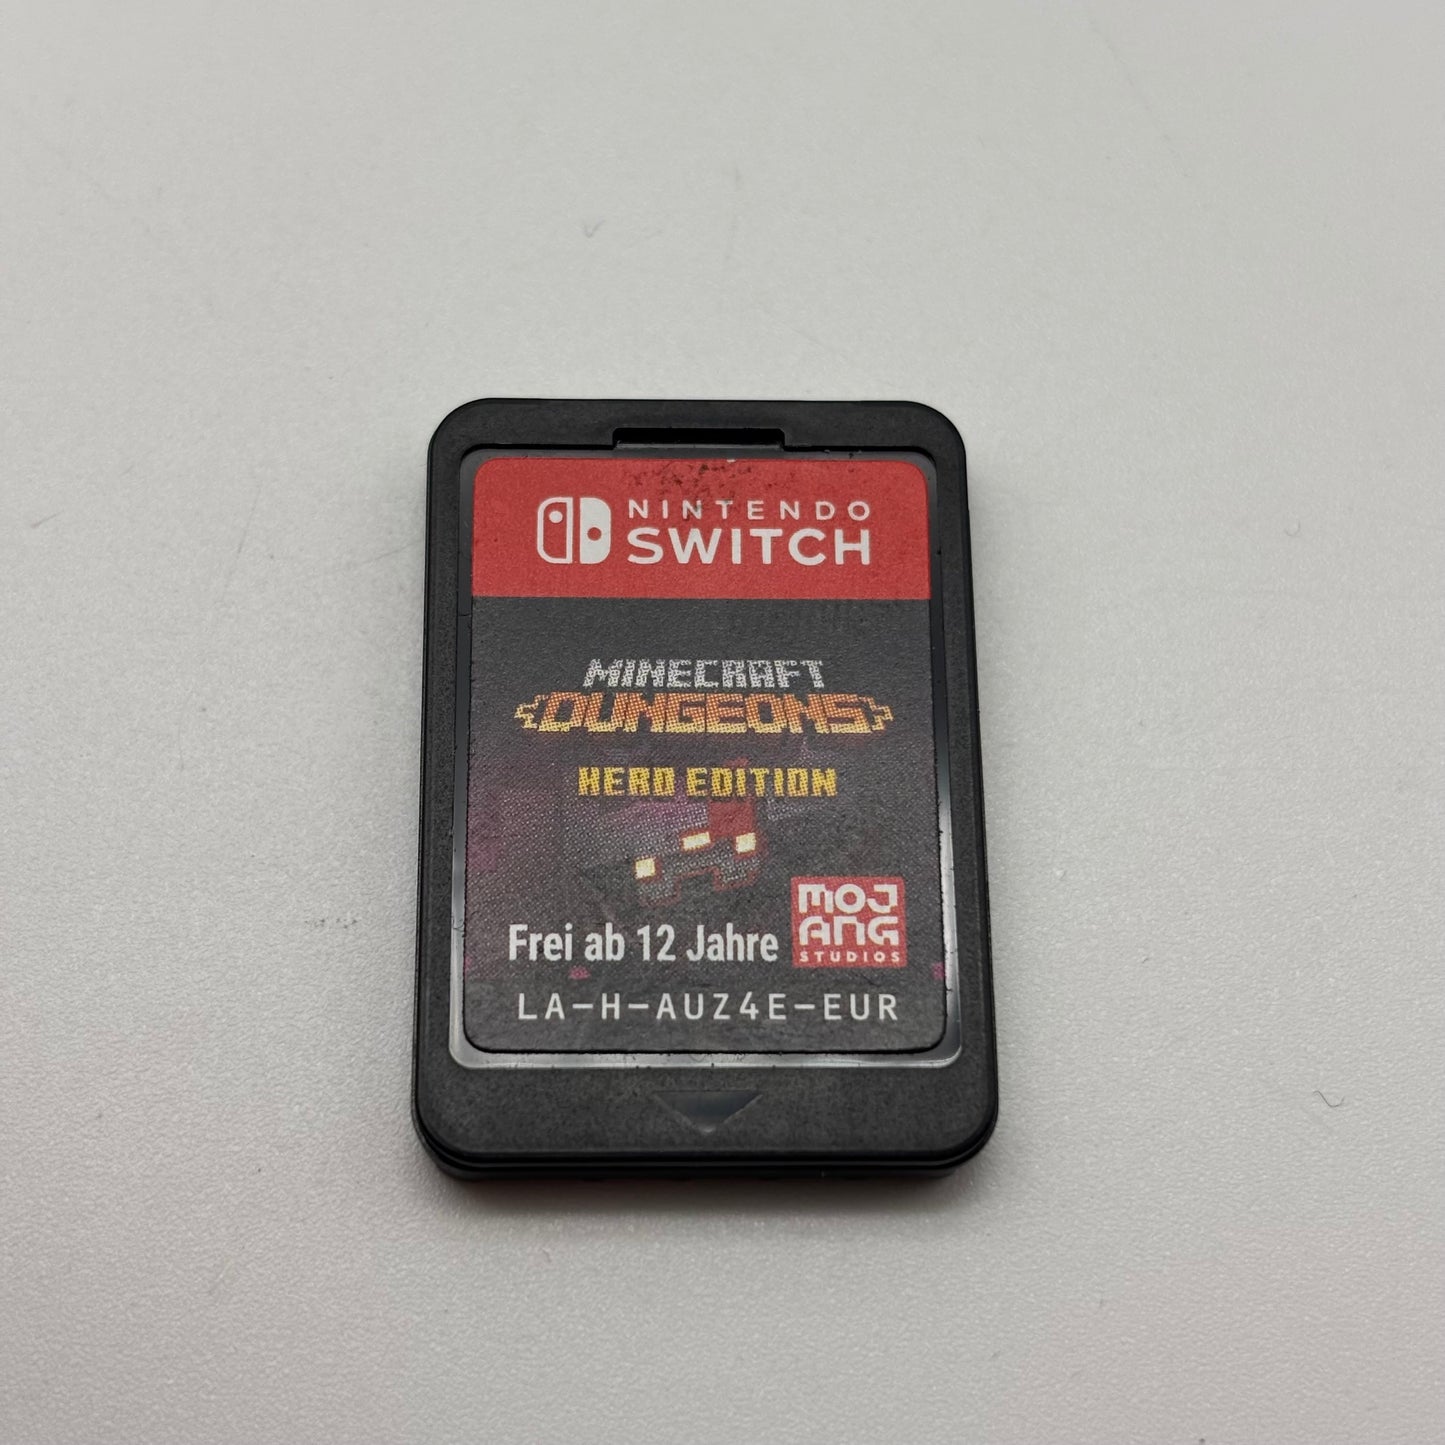 NINTENDO
SWITCH
MINECRAFT
DUNGEONS
HERO EDITION
MOJ
ANG
STUDIOS
Frei ab 12 Jahre
LA-H-AUZ4E-EUR